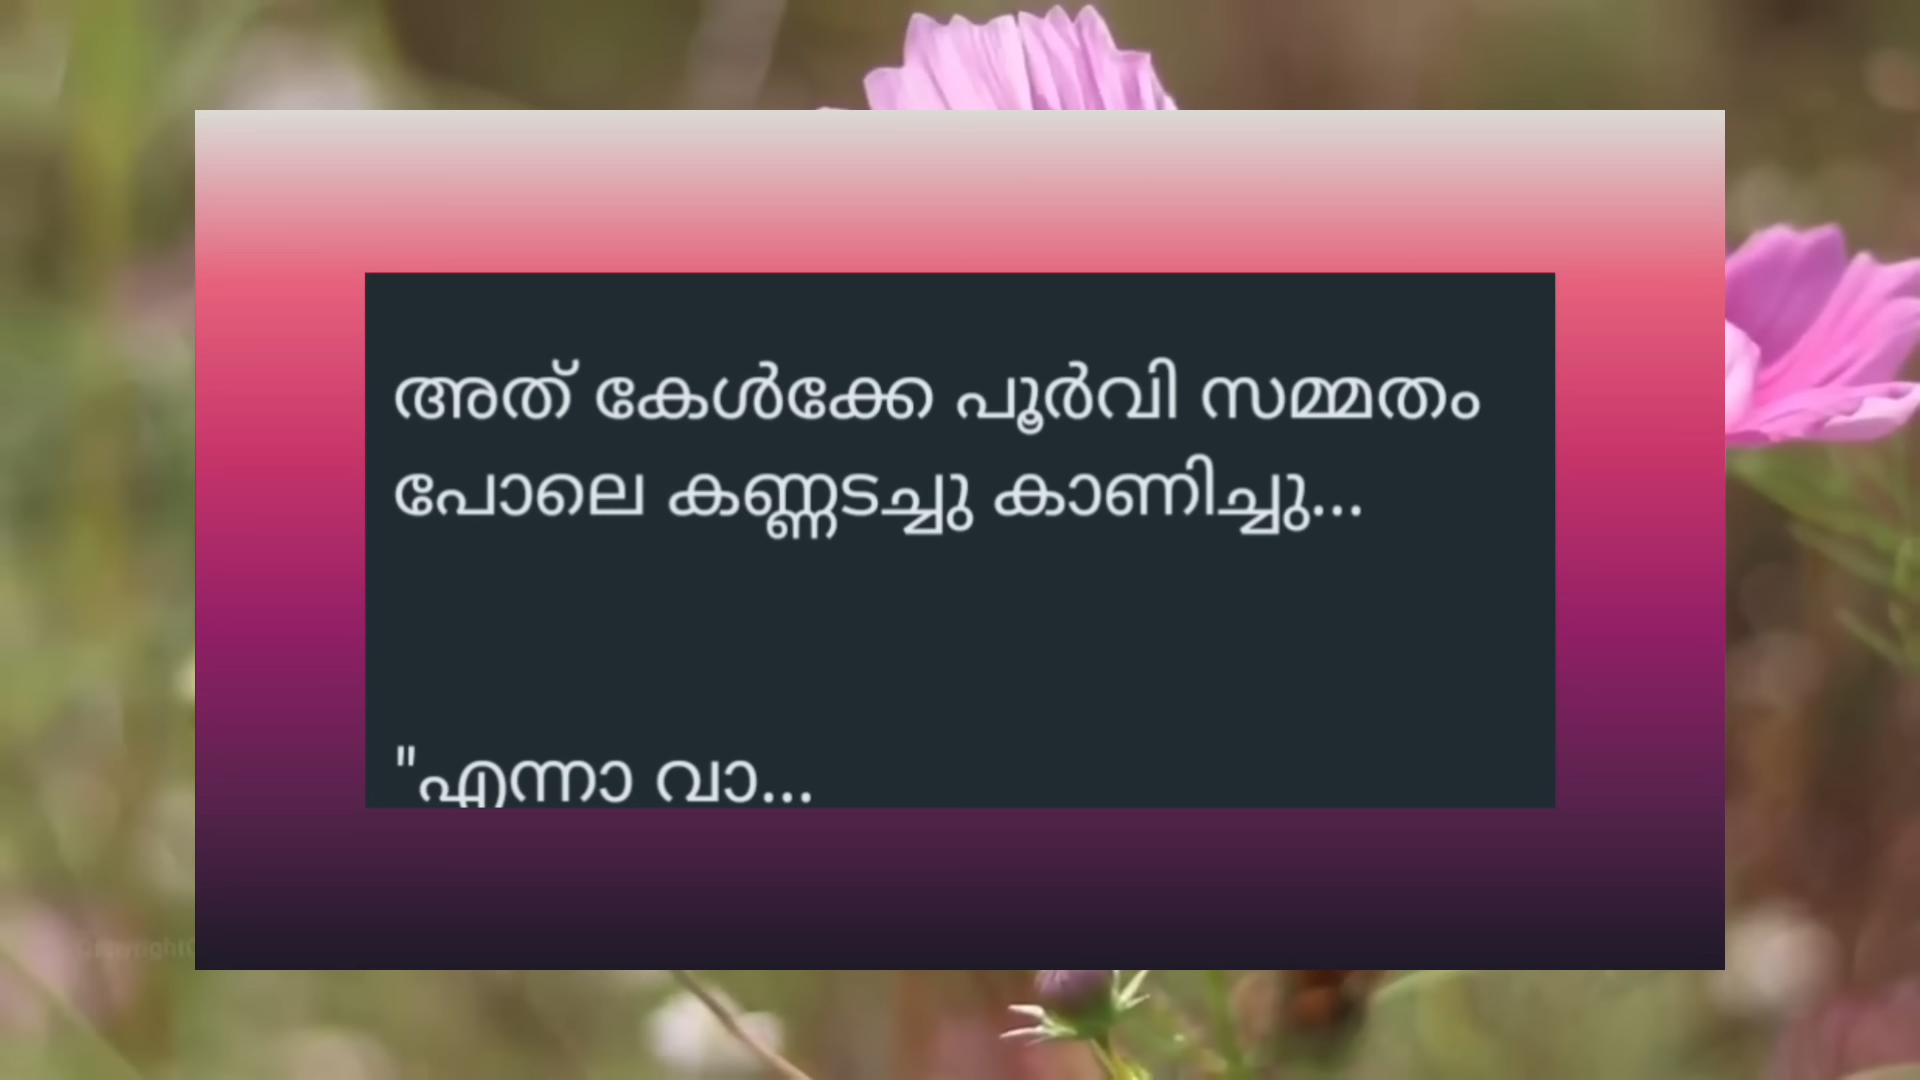 അത് കേൾക്കേ പൂർവി സമ്മതം
പോലെ കണ്ണടച്ചു കാണിച്ചു...
"എന്നാ വാ...